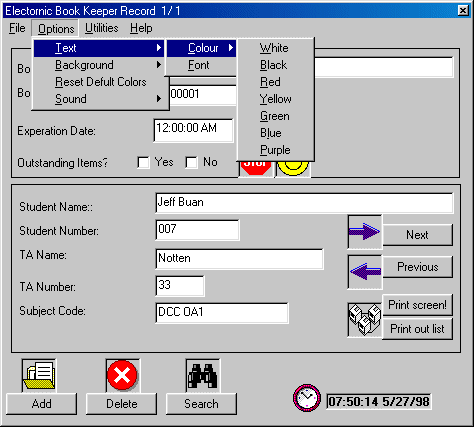 Electornic Book Keeper Record 1/1
File Options Utilities Help
Text Colour White
Background Font Black
Reset Defult Colors Red
Sound Yellow
Green
Blue
Purple
Bo
Bo 00001
Experation Date: 12:00:00 AM
Outstanding Items? Yes No STOP
Student Name:: Jeff Buan
Student Number: 007
TA Name: Notten
TA Number: 33
Subject Code: DCC OA1
Next
Previous
Print screen!
Print out list
Add Delete Search
07:50:14 5/27/98